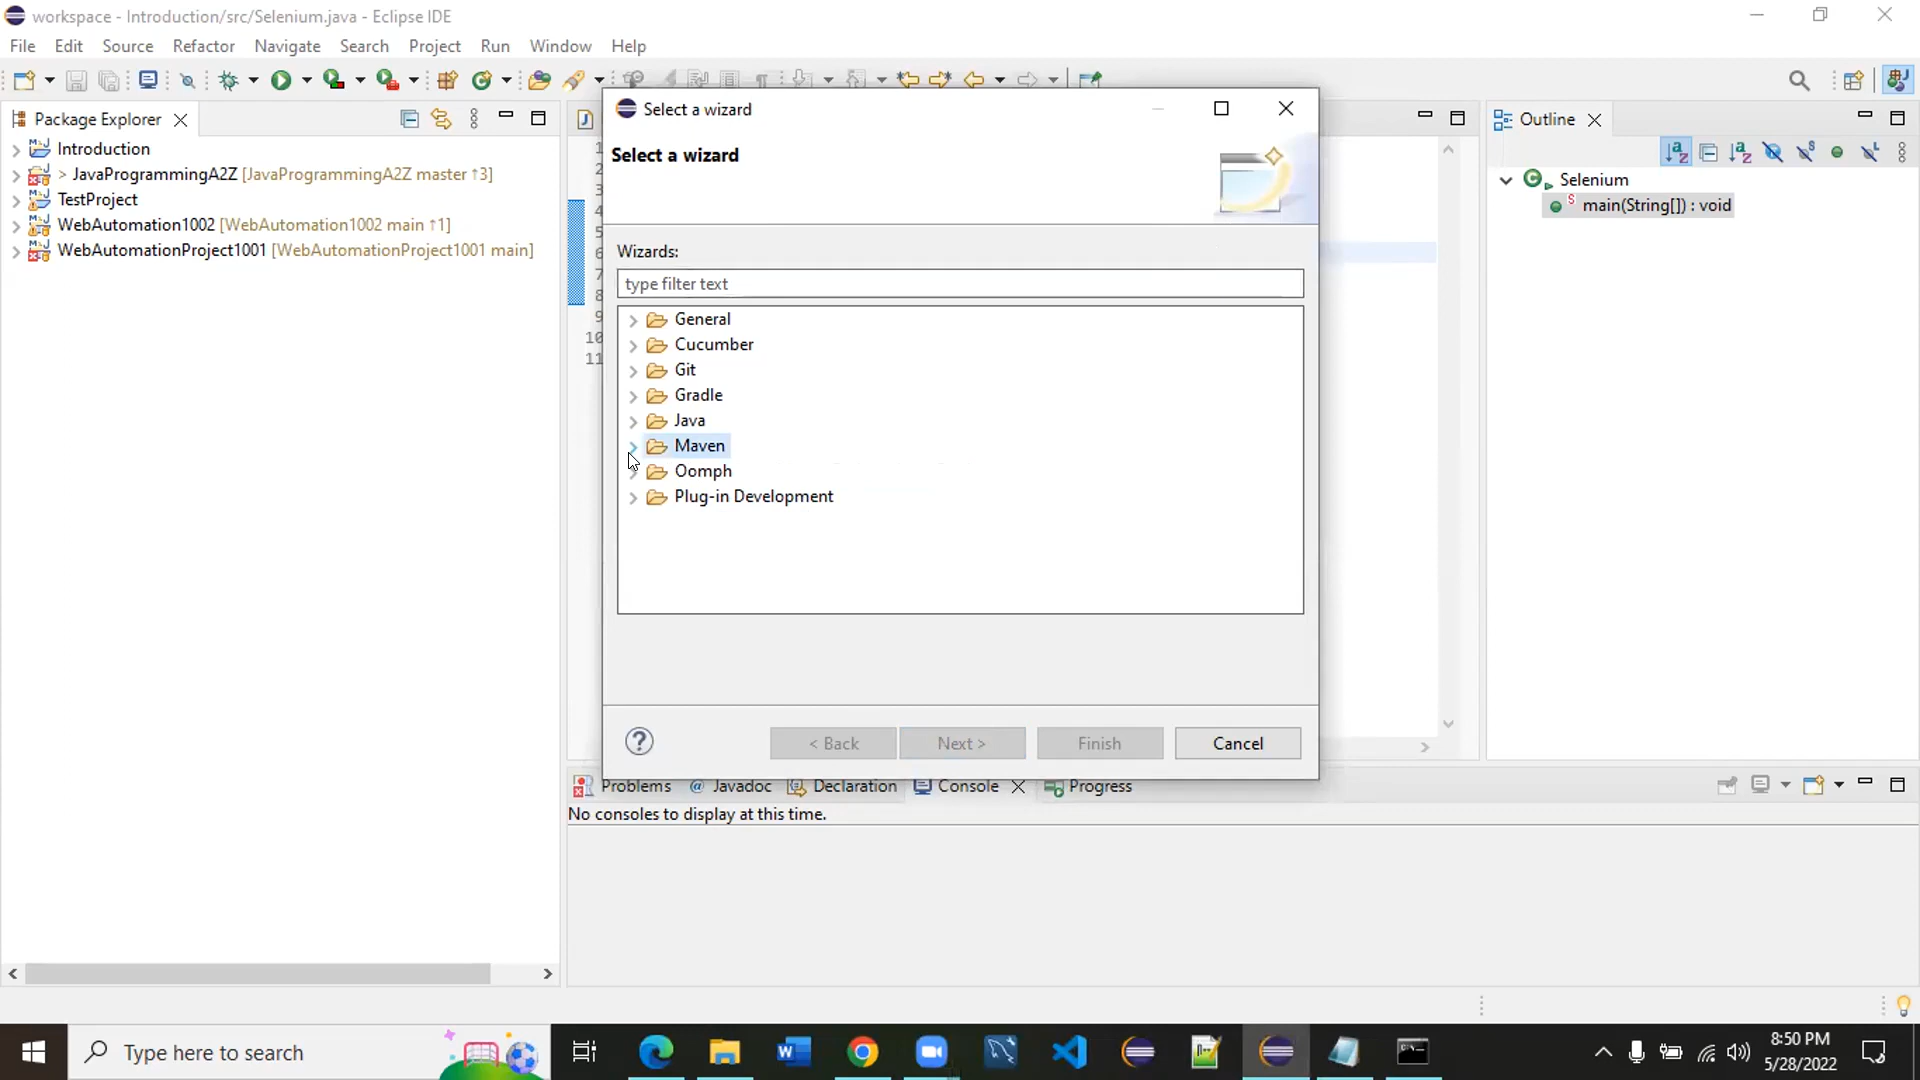 workspace - Introduction/src/Selenium.java - Eclipse IDE
File Edit Source Refactor Navigate Search Project Run Window Help
Package Explorer
Introduction
> JavaProgrammingA2Z [JavaProgrammingA2Z master ↑3]
TestProject
WebAutomation1002 [WebAutomation1002 main ↑1]
WebAutomationProject1001 [WebAutomationProject1001 main]
Select a wizard
Select a wizard
Wizards:
type filter text
General
Cucumber
Git
Gradle
Java
Maven
Oomph
Plug-in Development
< Back Next > Finish Cancel
Outline
Selenium
main(String[]) : void
Problems @ Javadoc Declaration Console Progress
No consoles to display at this time.
Type here to search
8:50 PM
5/28/2022